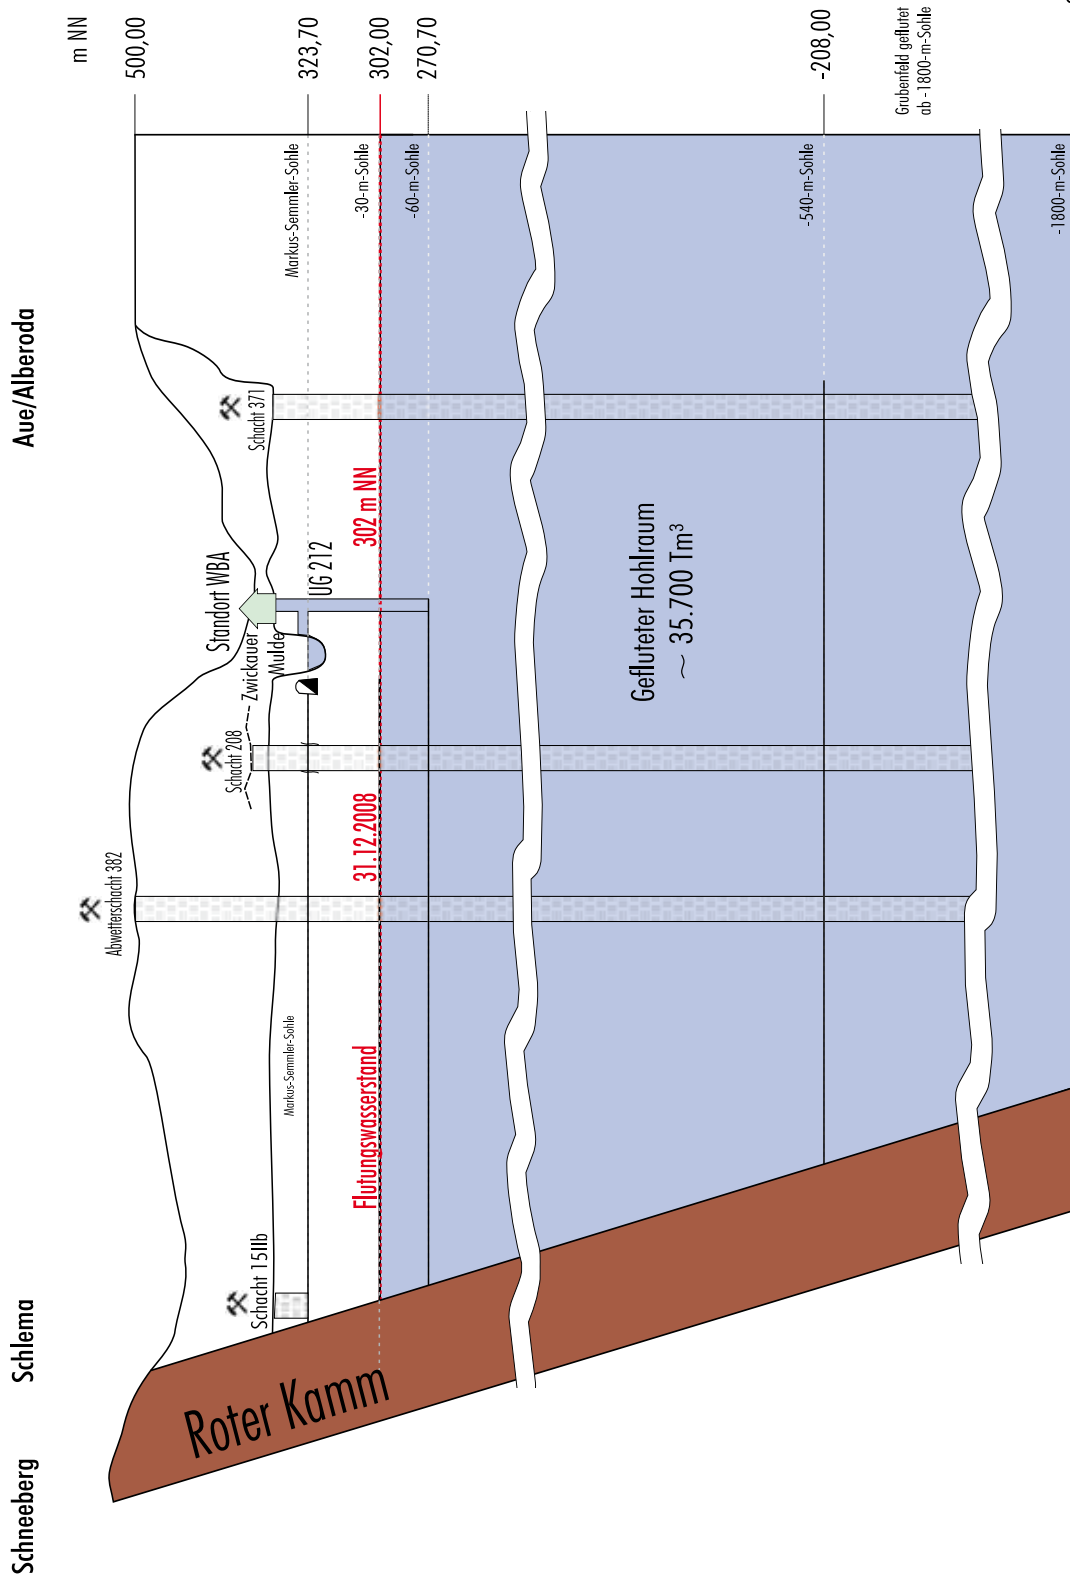 Schneeberg
Schlema
Aue/Alberoda
m NN
500,00
323,70
302,00
270,70
-208,00
Grubenfeld geflutet
ab -1800-m-Sohle
Abwetterschacht 382
Schacht 208
Zwickauer
Mulde
Standort WBA
Schacht 371
Schacht 15IIb
UG 212
Markus-Semmler-Sohle
Markus-Semmler-Sohle
Flutungswasserstand
31.12.2008
302 m NN
-30-m-Sohle
-60-m-Sohle
Roter Kamm
Gefluteter Hohlraum
~ 35.700 Tm³
-540-m-Sohle
-1800-m-Sohle